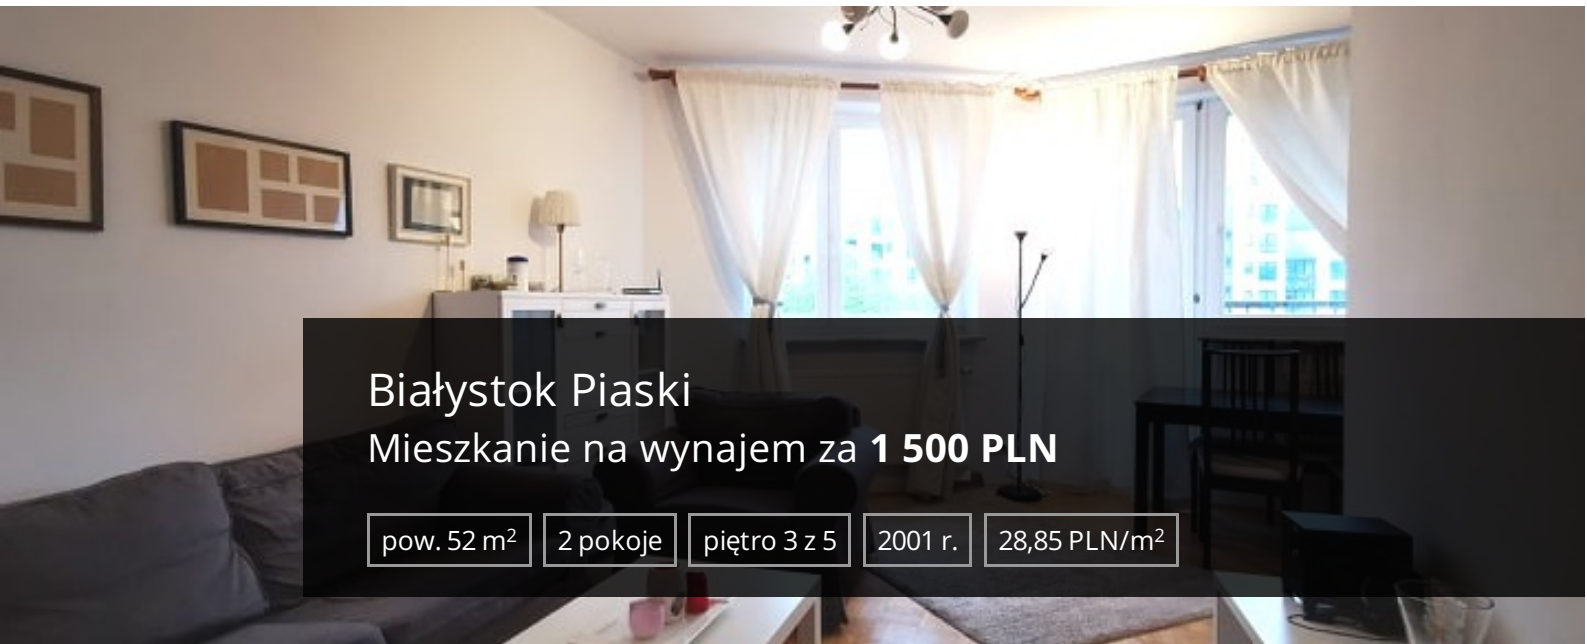 Białystok Piaski
Mieszkanie na wynajem za 1 500 PLN
pow. 52 m² 2 pokoje piętro 3 z 5 2001 r. 28,85 PLN/m²